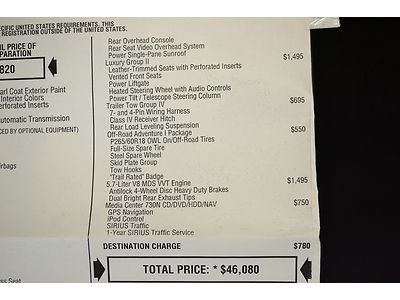 PECIFIC UNITED STATES REQUIREMENTS. THIS
REGISTRATION OUTSIDE OF THE UNITED STATES.
IL PRICE OF
PARATION
820
arl Coat Exterior Paint
Interior Colors
erforated Inserts
utomatic Transmission
CED BY OPTIONAL EQUIPMENT)
irbags
ss Seat
Rear Overhead Console
Rear Seat Video Overhead System
Power Single-Pane Sunroof
Luxury Group II $1,495
Leather-Trimmed Seats with Perforated Inserts
Vented Front Seats
Power Liftgate
Heated Steering Wheel with Audio Controls
Power Tilt / Telescope Steering Column
Trailer Tow Group IV $695
7- and 4-Pin Wiring Harness
Class IV Receiver Hitch
Rear Load Leveling Suspension
Off-Road Adventure I Package $550
P265/60R18 OWL On/Off-Road Tires
Full-Size Spare Tire
Steel Spare Wheel
Skid Plate Group
Tow Hooks
"Trail Rated" Badge
5.7-Liter V8 MDS VVT Engine $1,495
Antilock 4-Wheel Disc Heavy Duty Brakes
Dual Bright Rear Exhaust Tips
Media Center 730N CD/DVD/HDD/NAV $750
GPS Navigation
iPod Control
SIRIUS Traffic
1-Year SIRIUS Traffic Service
DESTINATION CHARGE $780
TOTAL PRICE: * $46,080